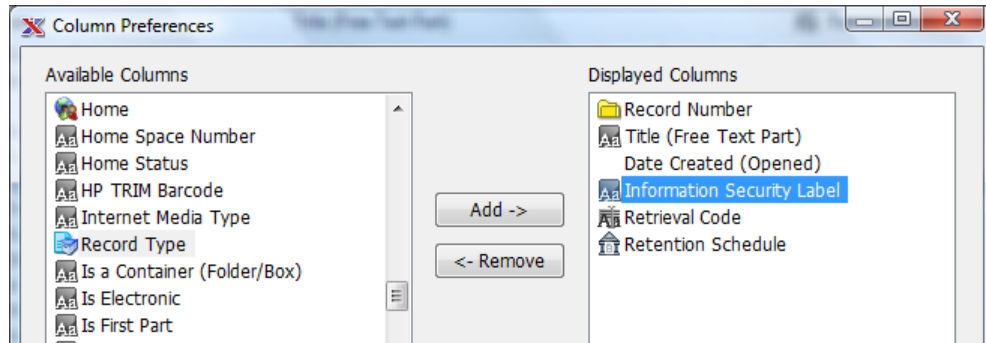 Column Preferences
Available Columns
Home
Home Space Number
Home Status
HP TRIM Barcode
Internet Media Type
Record Type
Is a Container (Folder/Box)
Is Electronic
Is First Part
Add ->
<- Remove
Displayed Columns
Record Number
Title (Free Text Part)
Date Created (Opened)
Information Security Label
Retrieval Code
Retention Schedule